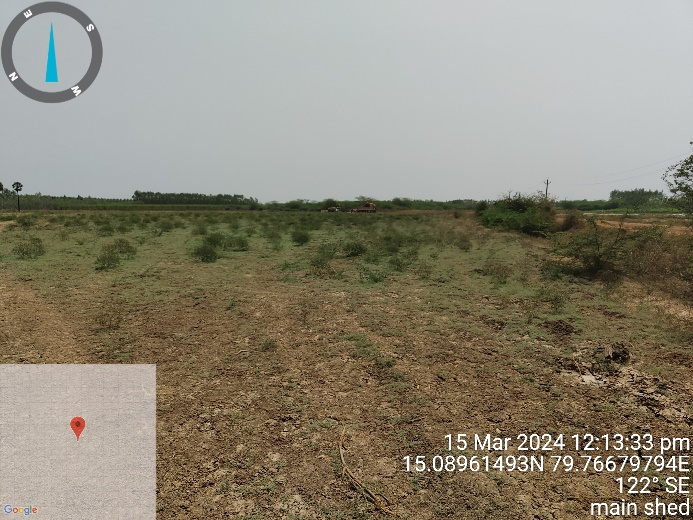 E
S
N
W
15 Mar 2024 12:13:33 pm
15.08961493N 79.76679794E
122° SE
main shed
Google